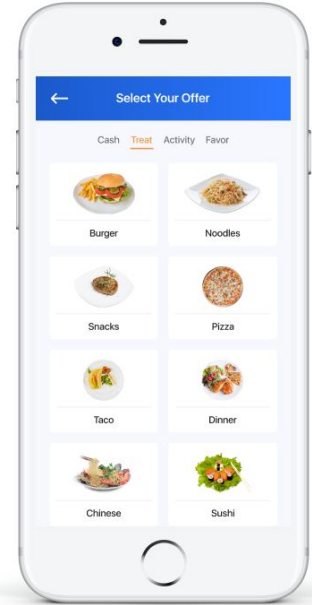 Select Your Offer
Cash Treat Activity Favor
Burger Noodles
Snacks Pizza
Taco Dinner
Chinese Sushi